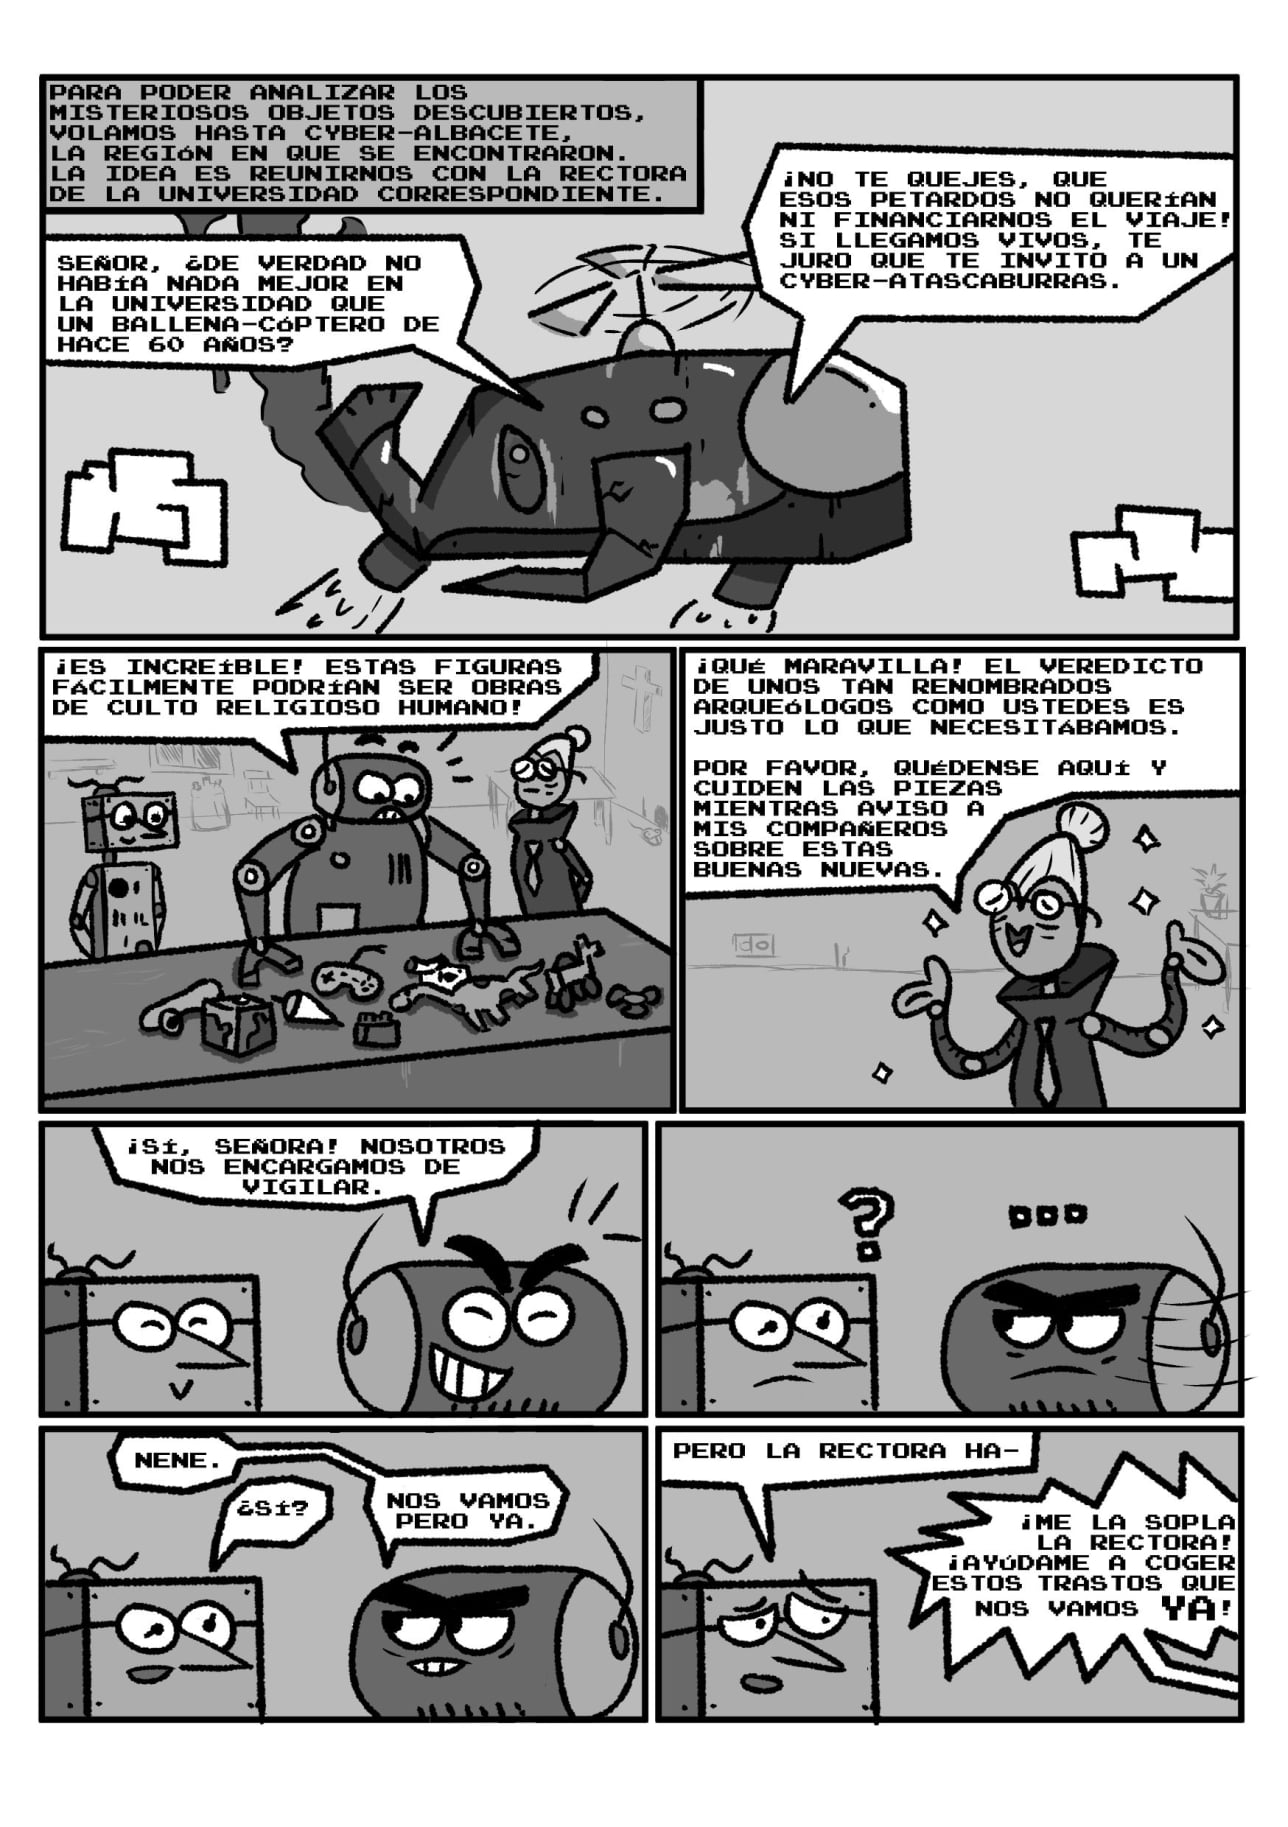 PARA PODER ANALIZAR LOS
MISTERIOSOS OBJETOS DESCUBIERTOS,
VOLAMOS HASTA CYBER-ALBACETE,
LA REGIÓN EN QUE SE ENCONTRARON.
LA IDEA ES REUNIRNOS CON LA RECTORA
DE LA UNIVERSIDAD CORRESPONDIENTE.
SEÑOR, ¿DE VERDAD NO
HABÍA NADA MEJOR EN
LA UNIVERSIDAD QUE
UN BALLENA-CÓPTERO DE
HACE 60 AÑOS?
¡NO TE QUEJES, QUE
ESOS PETARDOS NO QUERÍAN
NI FINANCIARNOS EL VIAJE!
SI LLEGAMOS VIVOS, TE
JURO QUE TE INVITO A UN
CYBER-ATASCABURRAS.
¡ES INCREÍBLE! ESTAS FIGURAS
FÁCILMENTE PODRÍAN SER OBRAS
DE CULTO RELIGIOSO HUMANO!
¡QUÉ MARAVILLA! EL VEREDICTO
DE UNOS TAN RENOMBRADOS
ARQUEÓLOGOS COMO USTEDES ES
JUSTO LO QUE NECESITÁBAMOS.
POR FAVOR, QUÉDENSE AQUÍ Y
CUIDEN LAS PIEZAS
MIENTRAS AVISO A
MIS COMPAÑEROS
SOBRE ESTAS
BUENAS NUEVAS.
¡SÍ, SEÑORA! NOSOTROS
NOS ENCARGAMOS DE
VIGILAR.
?
...
NENE.
¿SÍ?
NOS VAMOS
PERO YA.
PERO LA RECTORA HA-
¡ME LA SOPLA
LA RECTORA!
¡AYÚDAME A COGER
ESTOS TRASTOS QUE
NOS VAMOS YA!